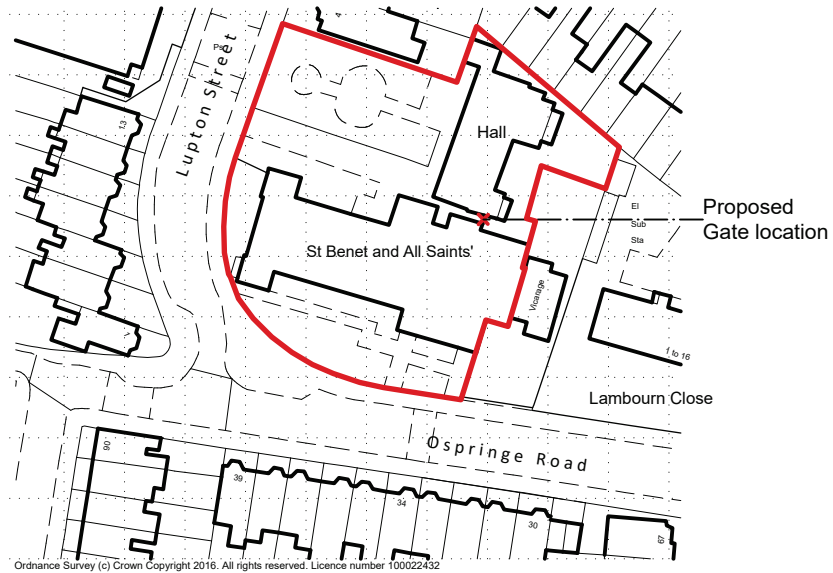 4
Ps
Lupton Street
13
Hall
El
Sub
Sta
Proposed
Gate location
St Benet and All Saints'
Vicarage
1 to 16
Lambourn Close
Ospringe Road
90
39
34
30
67
Ordnance Survey (c) Crown Copyright 2016. All rights reserved. Licence number 100022432